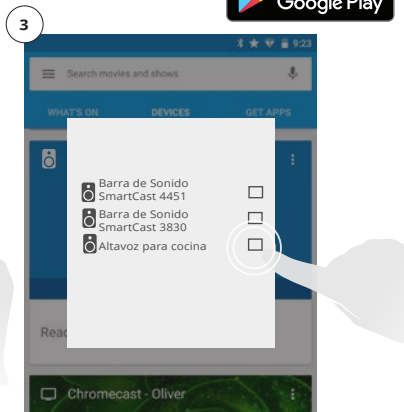 Google Play
3
9:23
Search movies and shows
WHAT'S ON DEVICES GET APPS
Barra de Sonido
SmartCast 4451
Barra de Sonido
SmartCast 3830
Altavoz para cocina
Chromecast - Oliver